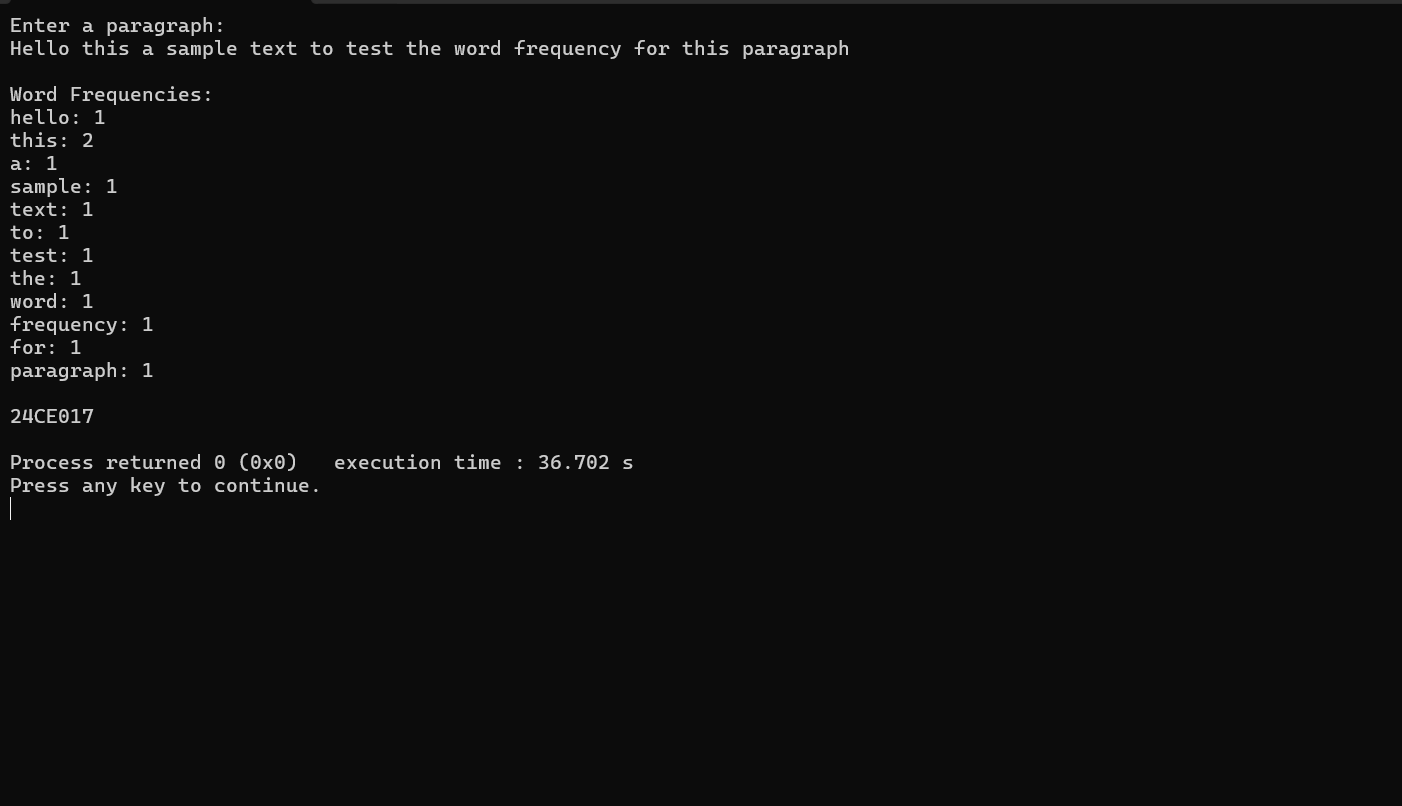 Enter a paragraph:
Hello this a sample text to test the word frequency for this paragraph
Word Frequencies:
hello: 1
this: 2
a: 1
sample: 1
text: 1
to: 1
test: 1
the: 1
word: 1
frequency: 1
for: 1
paragraph: 1
24CE017
Process returned 0 (0x0)   execution time : 36.702 s
Press any key to continue.